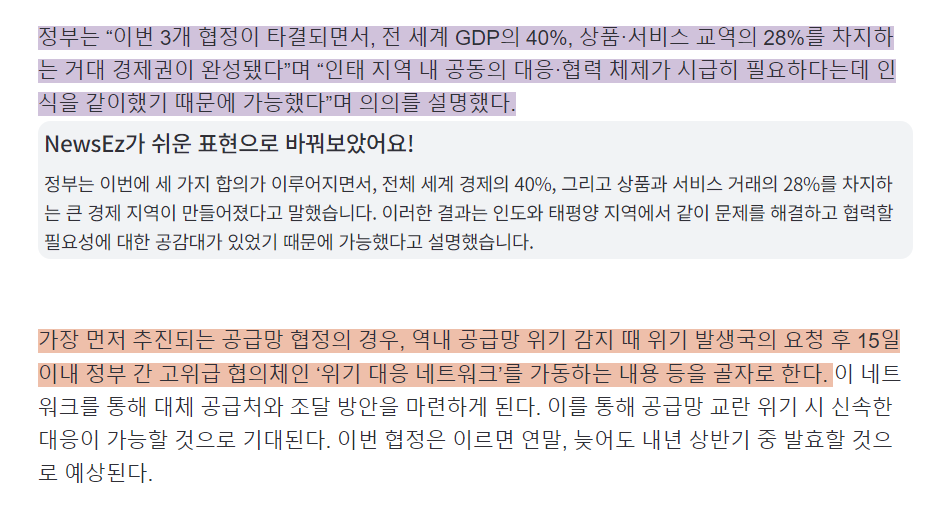 정부는 “이번 3개 협정이 타결되면서, 전 세계 GDP의 40%, 상품·서비스 교역의 28%를 차지하
는 거대 경제권이 완성됐다”며 “인태 지역 내 공동의 대응·협력 체제가 시급히 필요하다는데 인
식을 같이했기 때문에 가능했다”며 의의를 설명했다.
NewsEz가 쉬운 표현으로 바꿔보았어요!
정부는 이번에 세 가지 합의가 이루어지면서, 전체 세계 경제의 40%, 그리고 상품과 서비스 거래의 28%를 차지하
는 큰 경제 지역이 만들어졌다고 말했습니다. 이러한 결과는 인도와 태평양 지역에서 같이 문제를 해결하고 협력할
필요성에 대한 공감대가 있었기 때문에 가능했다고 설명했습니다.
가장 먼저 추진되는 공급망 협정의 경우, 역내 공급망 위기 감지 때 위기 발생국의 요청 후 15일
이내 정부 간 고위급 협의체인 ‘위기 대응 네트워크’를 가동하는 내용 등을 골자로 한다. 이 네트
워크를 통해 대체 공급처와 조달 방안을 마련하게 된다. 이를 통해 공급망 교란 위기 시 신속한
대응이 가능할 것으로 기대된다. 이번 협정은 이르면 연말, 늦어도 내년 상반기 중 발효할 것으
로 예상된다.